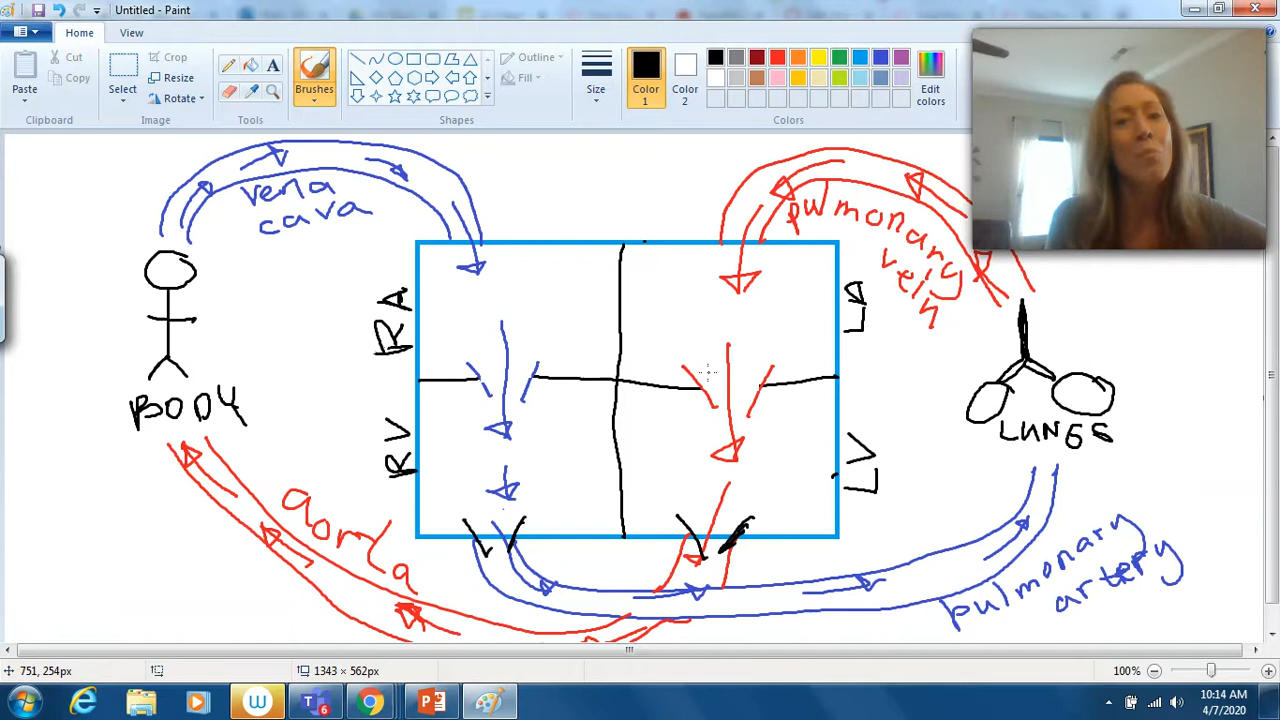 Untitled - Paint
Home
View
Paste
Cut
Copy
Clipboard
Select
Crop
Resize
Rotate
Image
A
Tools
Brushes
Outline
Fill
Shapes
Size
Color
1
Color
2
Edit
colors
Colors
vena
cava
pulmonary
vein
RA
LA
BODY
RV
LV
LUNGS
aorta
pulmonary
artery
751, 254px
1343 × 562px
100%
W
T
6
P
10:14 AM
4/7/2020